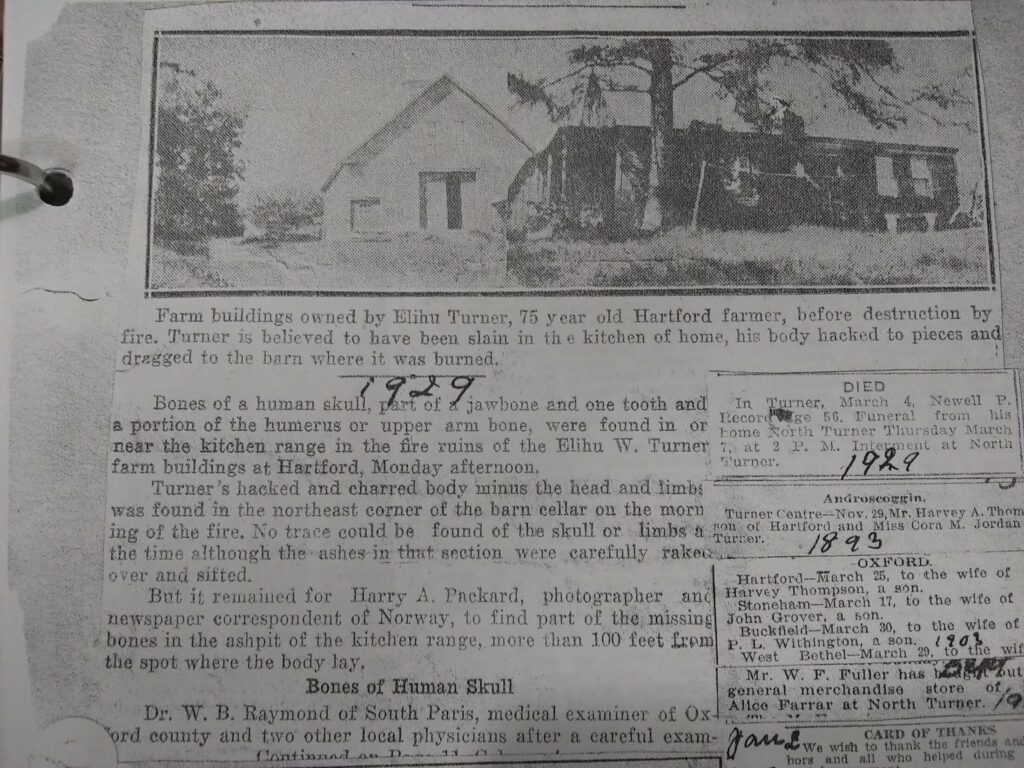 Farm buildings owned by Elihu Turner, 75 year old Hartford farmer, before destruction by
fire. Turner is believed to have been slain in the kitchen of home, his body hacked to pieces and
dragged to the barn where it was burned.
1929
Bones of a human skull, part of a jawbone and one tooth and
a portion of the humerus or upper arm bone, were found in or
near the kitchen range in the fire ruins of the Elihu W. Turner
farm buildings at Hartford, Monday afternoon.
Turner's hacked and charred body minus the head and limbs
was found in the northeast corner of the barn cellar on the morn
ing of the fire. No trace could be found of the skull or limbs a
the time although the ashes in that section were carefully raked
over and sifted.
But it remained for Harry A. Packard, photographer and
newspaper correspondent of Norway, to find part of the missing
bones in the ashpit of the kitchen range, more than 100 feet from
the spot where the body lay.
Bones of Human Skull
Dr. W. B. Raymond of South Paris, medical examiner of Ox-
ford county and two other local physicians after a careful exam-
Continued on
DIED
In Turner, March 4, Newell P.
Record age 56. Funeral from his
home North Turner Thursday March
7, at 2 P. M. Interment at North
Turner.
1929
Androscoggin.
Turner Centre—Nov. 29, Mr. Harvey A. Thom
son of Hartford and Miss Cora M. Jordan
Turner.
1893
OXFORD.
Hartford—March 25, to the wife of
Harvey Thompson, a son.
Stoneham—March 17, to the wife of
John Grover, a son.
Buckfield—March 30, to the wife of
P. L. Withington, a son. 1903
West Bethel—March 29, to the wif
Mr. W. F. Fuller has bought out
general merchandise store of
Alice Farrar at North Turner. 19
Jan 2
CARD OF THANKS
We wish to thank the friends and
bors and all who helped during